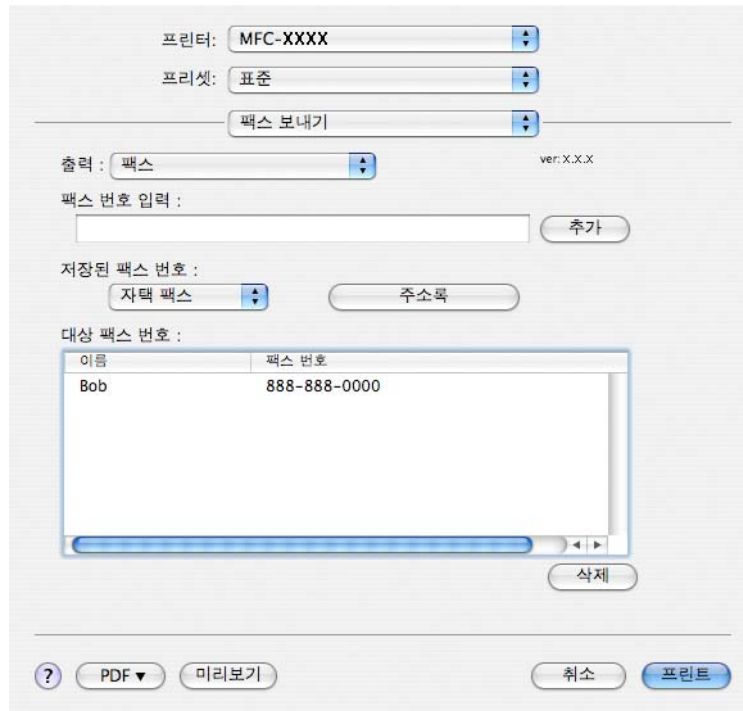 프린터: MFC-XXXX
프리셋: 표준
팩스 보내기
출력 : 팩스 ver: X.X.X
팩스 번호 입력 :
추가
저장된 팩스 번호 :
자택 팩스 주소록
대상 팩스 번호 :
이름 팩스 번호
Bob 888-888-0000
삭제
? PDF ▼ 미리보기 취소 프린트